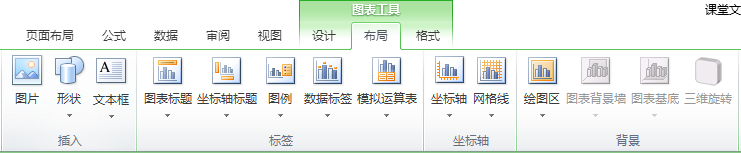 图表工具
课堂文
页面布局 公式 数据 审阅 视图 设计 布局 格式
图片 形状 文本框 图表标题 坐标轴标题 图例 数据标签 模拟运算表 坐标轴 网格线 绘图区 图表背景墙 图表基底 三维旋转
插入 标签 坐标轴 背景